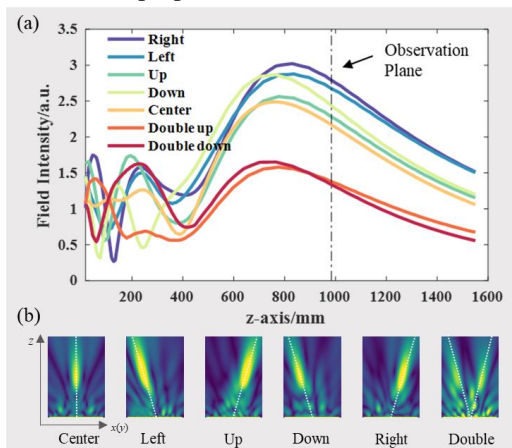 (a)
3.5
3
2.5
2
1.5
1
0.5
0
Field Intensity/a.u.
Right
Left
Up
Down
Center
Double up
Double down
Observation
Plane
200 400 600 800 1000 1200 1400 1600
z-axis/mm
(b)
z
x(y)
Center Left Up Down Right Double